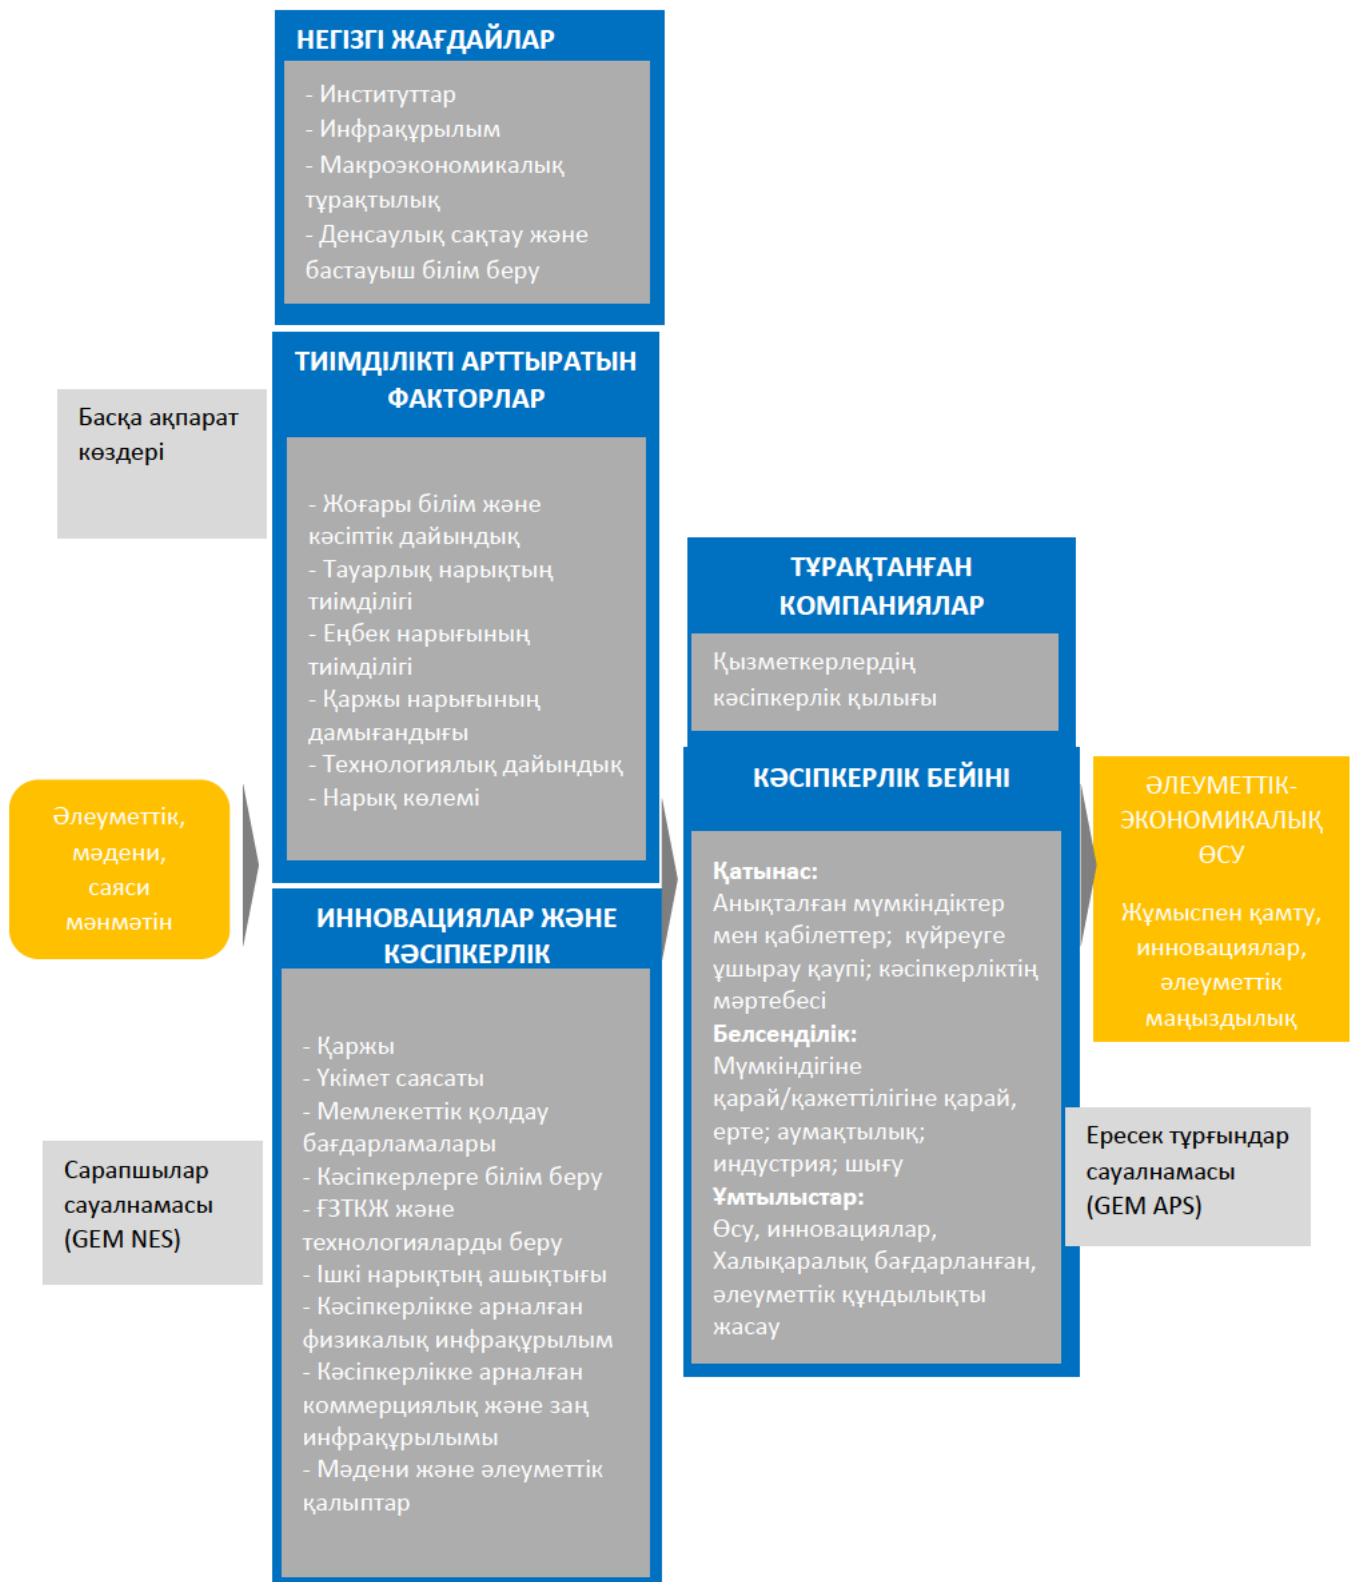 НЕГІЗГІ ЖАҒДАЙЛАР
- Институттар
- Инфрақұрылым
- Макроэкономикалық
тұрақтылық
- Денсаулық сақтау және
бастауыш білім беру
ТИІМДІЛІКТІ АРТТЫРАТЫН
ФАКТОРЛАР
Басқа ақпарат
көздері
- Жоғары білім және
кәсіптік дайындық
- Тауарлық нарықтың
тиімділігі
- Еңбек нарығының
тиімділігі
- Қаржы нарығының
дамығандығы
- Технологиялық дайындық
- Нарық көлемі
Әлеуметтік,
мәдени,
саяси
мәнмәтін
ИННОВАЦИЯЛАР ЖӘНЕ
КӘСІПКЕРЛІК
- Қаржы
- Үкімет саясаты
- Мемлекеттік қолдау
бағдарламалары
- Кәсіпкерлерге білім беру
- ҒЗТКЖ және
технологияларды беру
- Ішкі нарықтың ашықтығы
- Кәсіпкерлікке арналған
физикалық инфрақұрылым
- Кәсіпкерлікке арналған
коммерциялық және заң
инфрақұрылымы
- Мәдени және әлеуметтік
қалыптар
Сарапшылар
сауалнамасы
(GEM NES)
ТҰРАҚТАНҒАН
КОМПАНИЯЛАР
Қызметкерлердің
кәсіпкерлік қылығы
КӘСІПКЕРЛІК БЕЙІНІ
Қатынас:
Анықталған мүмкіндіктер
мен қабілеттер;  күйреуге
ұшырау қаупі; кәсіпкерліктің
мәртебесі
Белсенділік:
Мүмкіндігіне
қарай/қажеттілігіне қарай,
ерте; аумақтылық;
индустрия; шығу
Ұмтылыстар:
Өсу, инновациялар,
Халықаралық бағдарланған,
әлеуметтік құндылықты
жасау
ӘЛЕУМЕТТІК-
ЭКОНОМИКАЛЫҚ
ӨСУ
Жұмыспен қамту,
инновациялар,
әлеуметтік
маңыздылық
Ересек тұрғындар
сауалнамасы
(GEM APS)